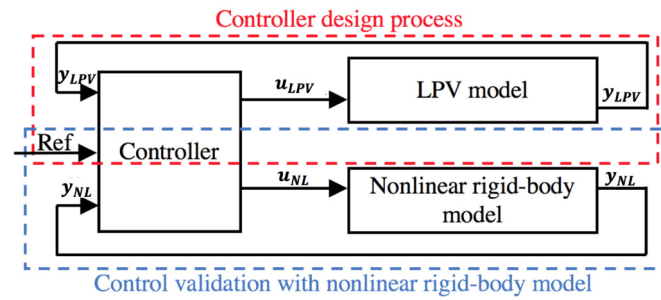 Controller design process
y_LPV
u_LPV
LPV model
y_LPV
Ref
Controller
y_NL
u_NL
Nonlinear rigid-body
model
y_NL
Control validation with nonlinear rigid-body model